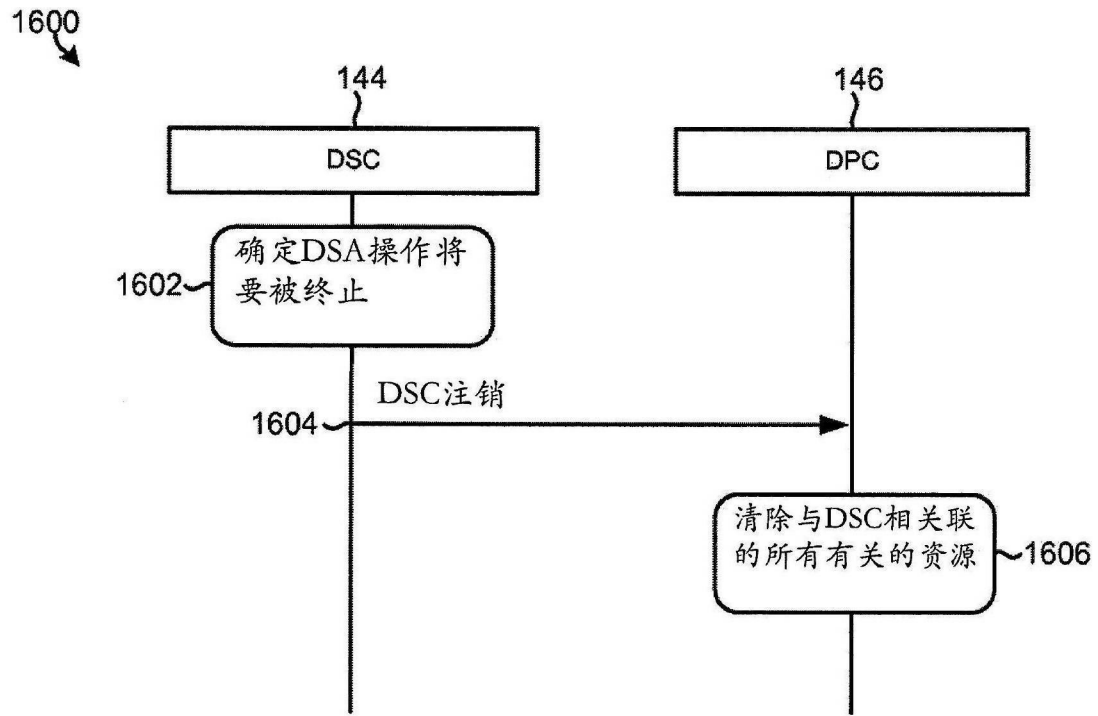 1600
144
146
DSC
DPC
确定DSA操作将
要被终止
1602
DSC注销
1604
清除与DSC相关联
的所有有关的资源
1606